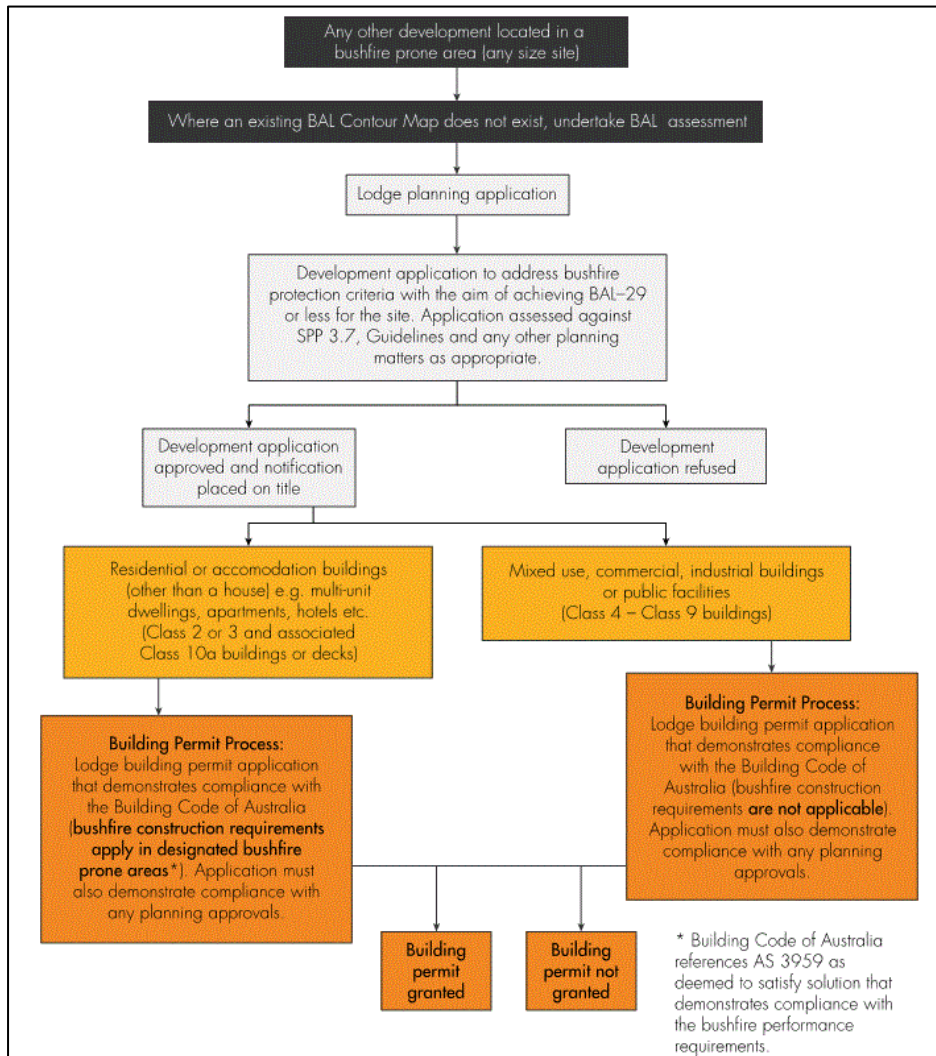 Any other development located in a
bushfire prone area (any size site)
Where an existing BAL Contour Map does not exist, undertake BAL assessment
Lodge planning application
Development application to address bushfire
protection criteria with the aim of achieving BAL–29
or less for the site. Application assessed against
SPP 3.7, Guidelines and any other planning
matters as appropriate.
Development application
approved and notification
placed on title
Development
application refused
Residential or accomodation buildings
(other than a house) e.g. multi-unit
dwellings, apartments, hotels etc.
(Class 2 or 3 and associated
Class 10a buildings or decks)
Mixed use, commercial, industrial buildings
or public facilities
(Class 4 – Class 9 buildings)
Building Permit Process:
Lodge building permit application
that demonstrates compliance with
the Building Code of Australia
(bushfire construction requirements
apply in designated bushfire
prone areas*). Application must
also demonstrate compliance with
any planning approvals.
Building Permit Process:
Lodge building permit application
that demonstrates compliance
with the Building Code of
Australia (bushfire construction
requirements are not applicable).
Application must also demonstrate
compliance with any planning
approvals.
Building
permit
granted
Building
permit not
granted
* Building Code of Australia
references AS 3959 as
deemed to satisfy solution that
demonstrates compliance with
the bushfire performance
requirements.